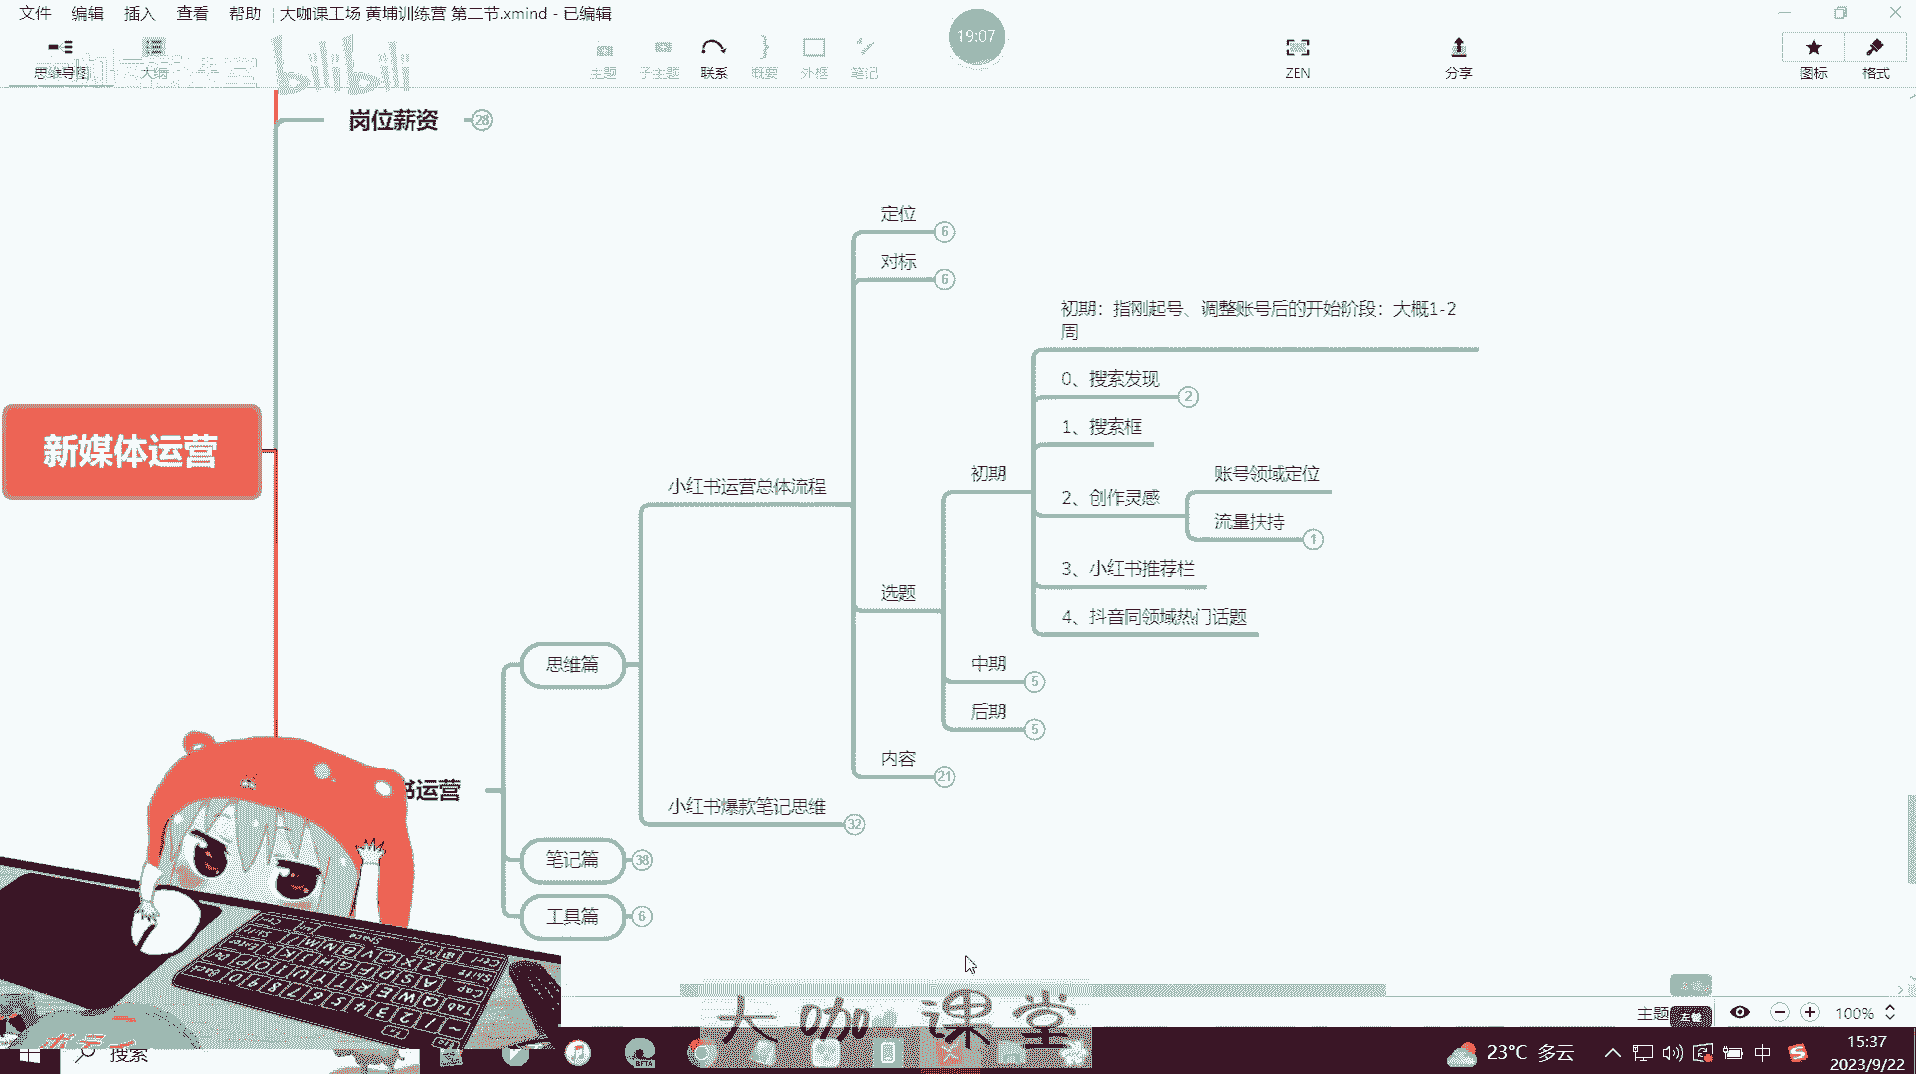 文件 编辑 插入 查看 帮助 大咖课工场 黄埔训练营 第二节.xmind - 已编辑
19:07
思维导图 大纲 bilibili 主题 子主题 联系 概要 外框 笔记 ZEN 分享 图标 格式
岗位薪资 28
定位 6
对标 6
初期：指刚起号、调整账号后的开始阶段：大概1-2
周
0、搜索发现 2
1、搜索框
新媒体运营
初期
账号领域定位
小红书运营总体流程
2、创作灵感
流量扶持 1
3、小红书推荐栏
选题
4、抖音同领域热门话题
思维篇
中期 5
后期 5
内容 21
书运营
小红书爆款笔记思维 32
笔记篇 38
工具篇 6
大咖课堂
主题
100%
搜索
23°C 多云
中
15:37
2023/9/22